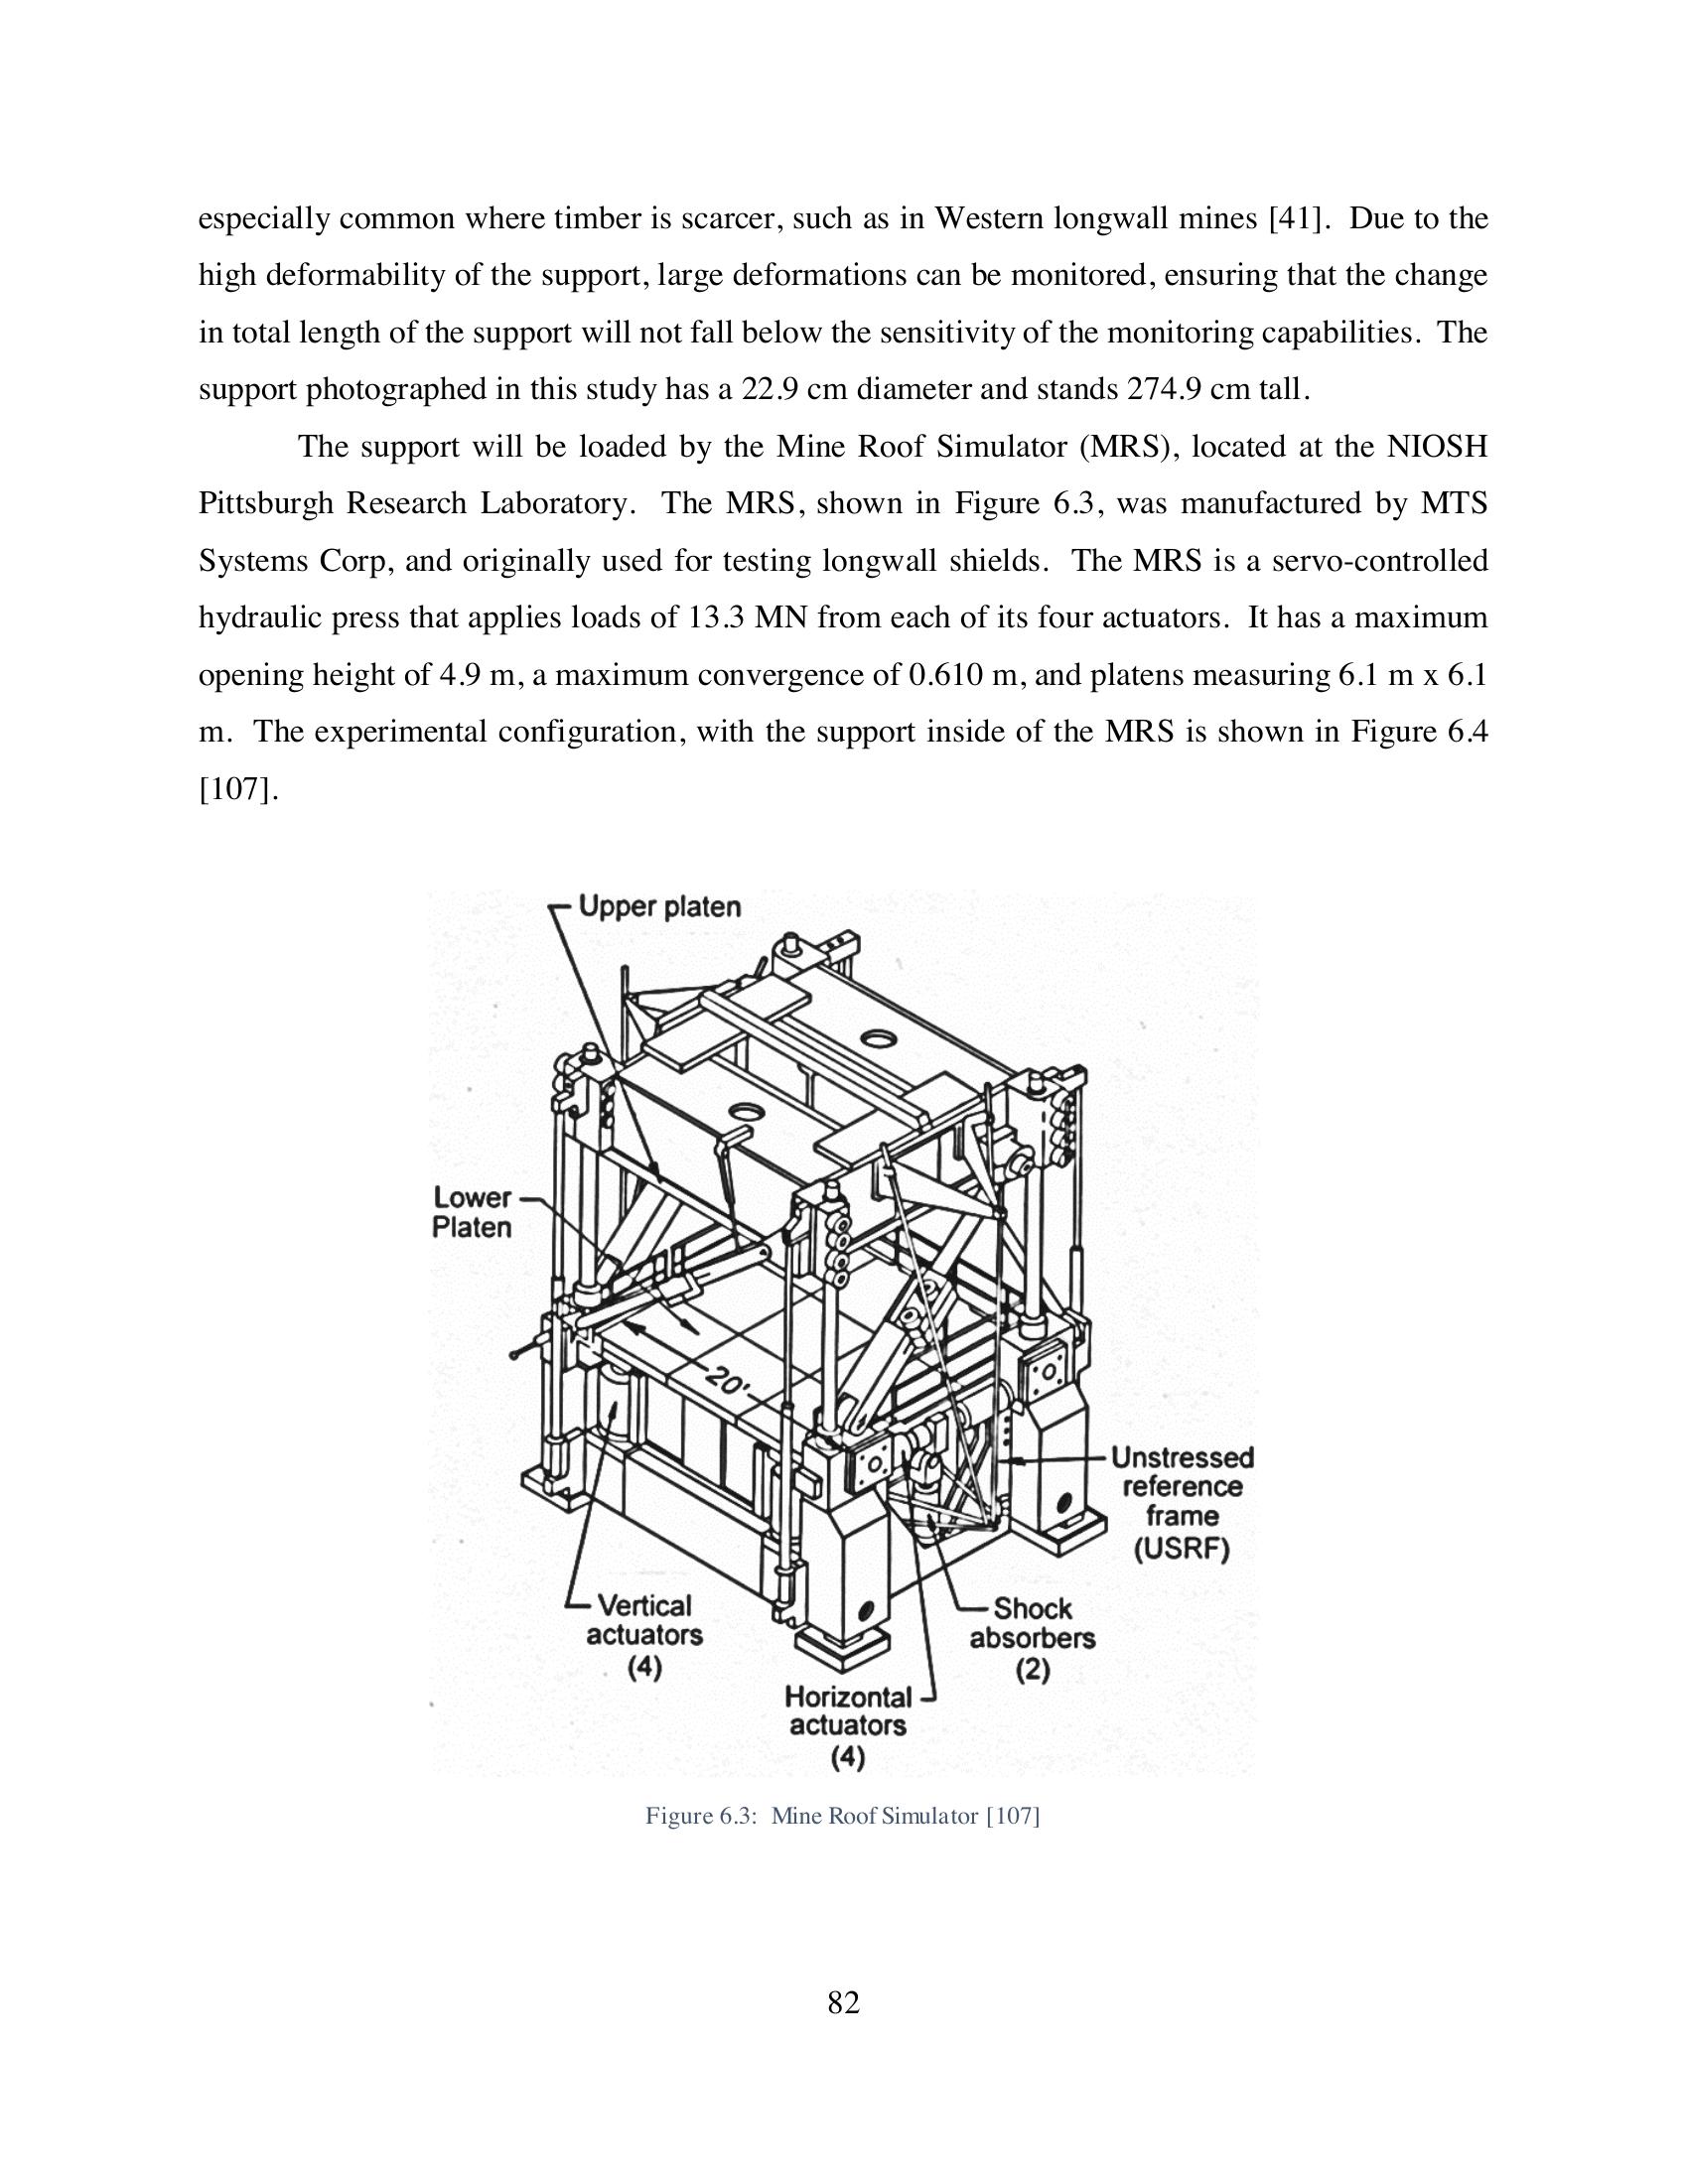 especially common where timber is scarcer, such as in Western longwall mines [41].  Due to the
high deformability of the support, large deformations can be monitored, ensuring that the change
in total length of the support will not fall below the sensitivity of the monitoring capabilities.  The
support photographed in this study has a 22.9 cm diameter and stands 274.9 cm tall.
The support will be loaded by the Mine Roof Simulator (MRS), located at the NIOSH
Pittsburgh Research Laboratory.  The MRS, shown in Figure 6.3, was manufactured by MTS
Systems Corp, and originally used for testing longwall shields.  The MRS is a servo-controlled
hydraulic press that applies loads of 13.3 MN from each of its four actuators.  It has a maximum
opening height of 4.9 m, a maximum convergence of 0.610 m, and platens measuring 6.1 m x 6.1
m.  The experimental configuration, with the support inside of the MRS is shown in Figure 6.4
[107].
Upper platen
Lower
Platen
20'
Unstressed
reference
frame
(USRF)
Vertical
actuators
(4)
Shock
absorbers
(2)
Horizontal
actuators
(4)
Figure 6.3:  Mine Roof Simulator [107]
82